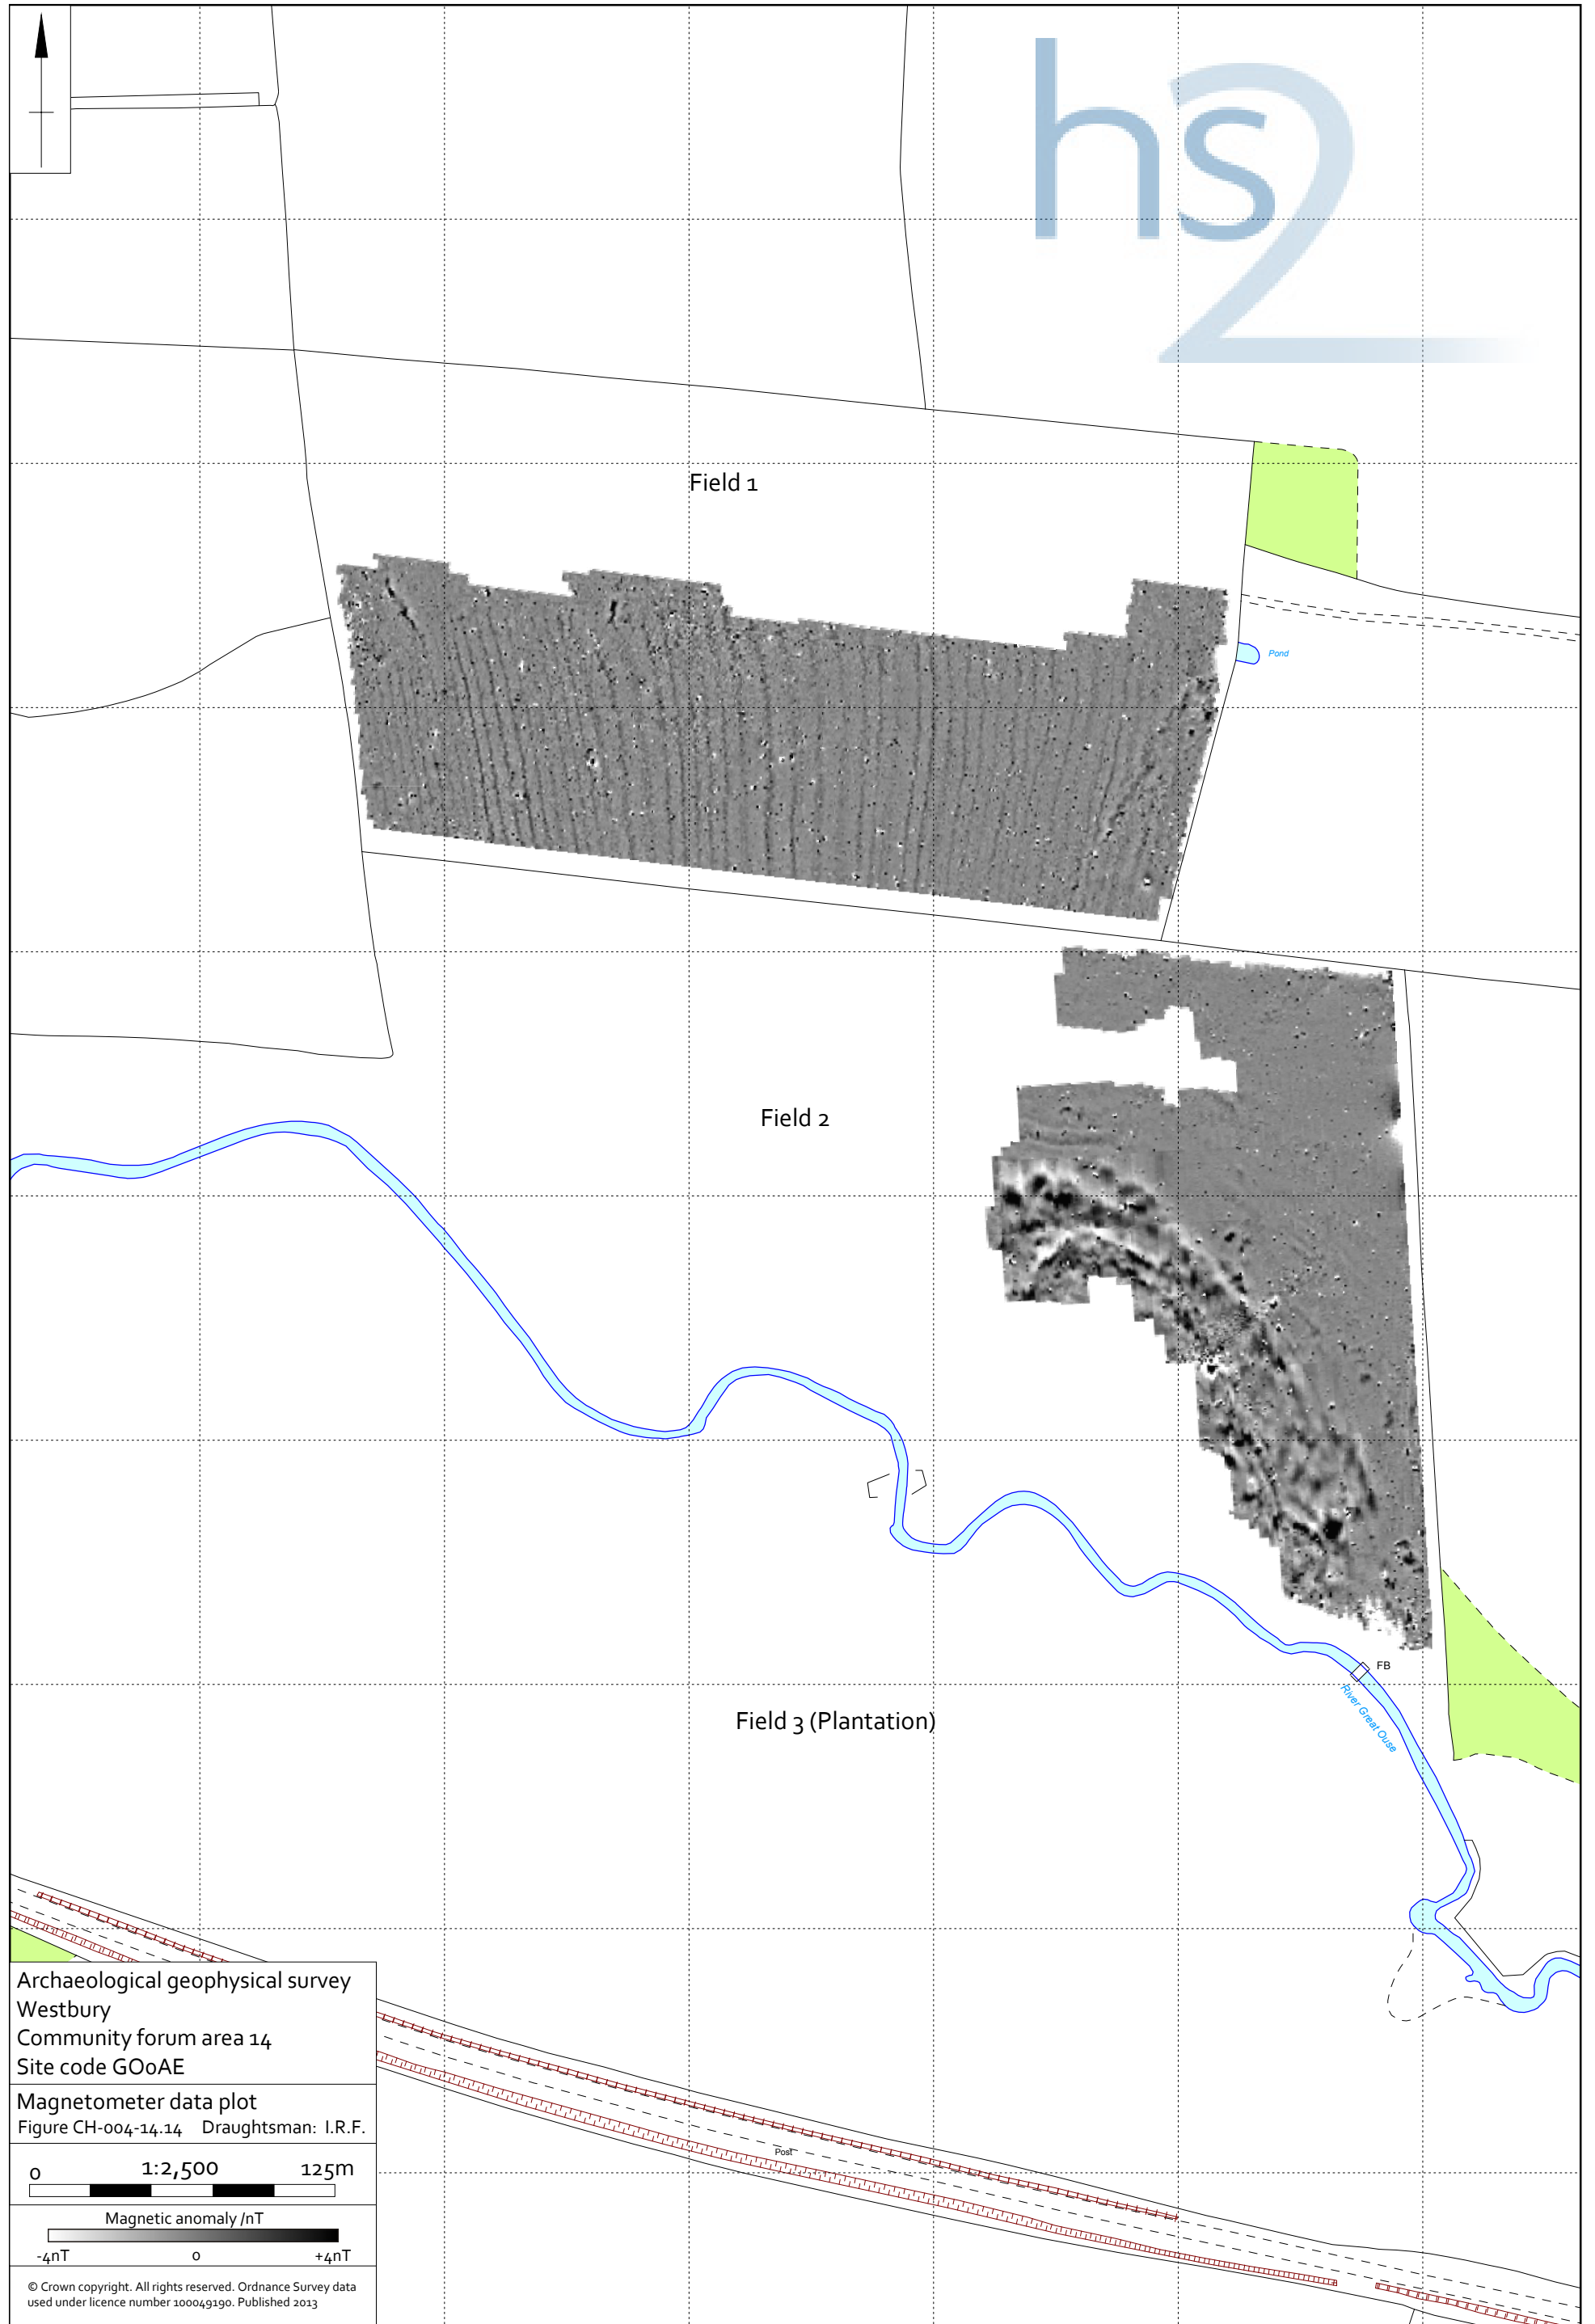 hs2
Field 1
Pond
Field 2
FB
River Great Ouse
Field 3 (Plantation)
Post
Archaeological geophysical survey
Westbury
Community forum area 14
Site code GO0AE
Magnetometer data plot
Figure CH-004-14.14 Draughtsman: I.R.F.
0 1:2,500 125m
Magnetic anomaly /nT
-4nT 0 +4nT
© Crown copyright. All rights reserved. Ordnance Survey data
used under licence number 100049190. Published 2013